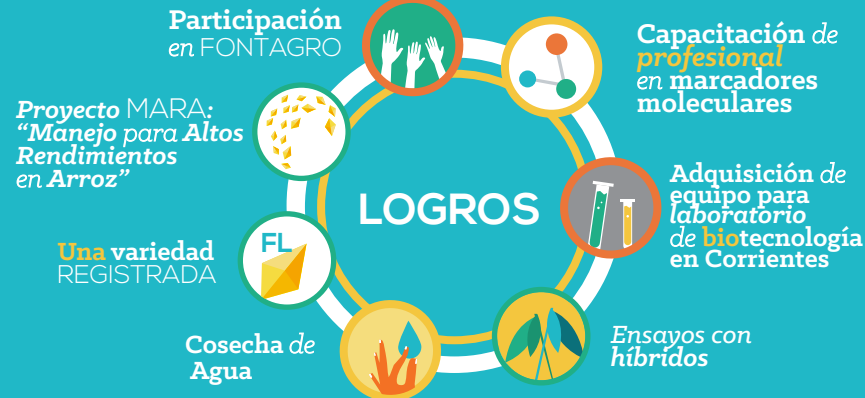 Participación
en FONTAGRO
Capacitación de
profesional
en marcadores
moleculares
Proyecto MARA:
“Manejo para Altos
Rendimientos
en Arroz”
LOGROS
Adquisición de
equipo para
laboratorio
de biotecnología
en Corrientes
Una variedad
REGISTRADA
FL
Cosecha de
Agua
Ensayos con
híbridos